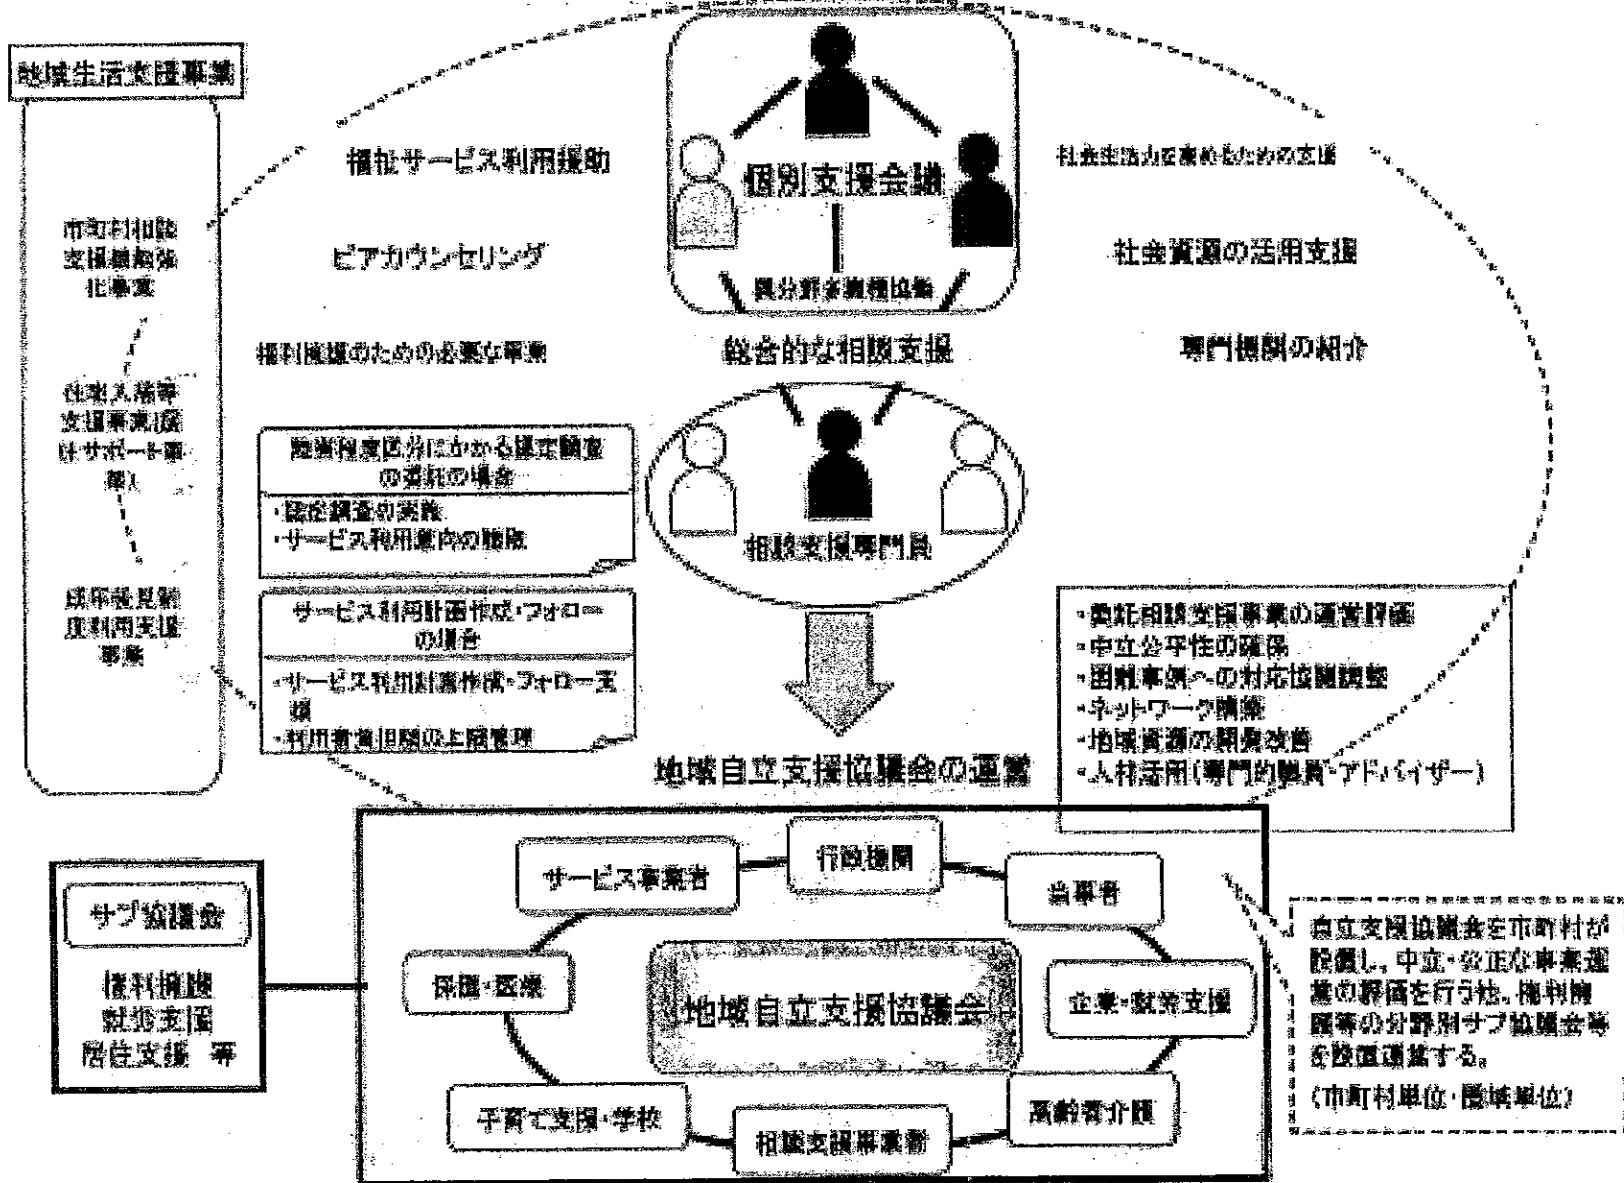 地域生活支援事業
市町村相談
支援機能強
化事業
住宅入居等
支援事業(居
住サポート事
業)
成年後見制
度利用支援
事業
福祉サービス利用援助
ピアカウンセリング
権利擁護のための必要な事業
個別支援会議
異分野多職種協働
総合的な相談支援
社会生活力を高めるための支援
社会資源の活用支援
専門機関の紹介
障害程度区分にかかる認定調査
の委託の場合
・認定調査の実施
・サービス利用意向の聴取
サービス利用計画作成・フォロー
の場合
・サービス利用計画作成・フォロー支
援
・利用者負担額の上限管理
相談支援専門員
・委託相談支援事業の運営評価
・中立公平性の確保
・困難事例への対応協議調整
・ネットワーク構築
・地域資源の開発改善
・人材活用(専門的職員・アドバイザー)
地域自立支援協議会の運営
サブ協議会
権利擁護
就労支援
居住支援 等
サービス事業者
行政機関
当事者
保健・医療
地域自立支援協議会
企業・就労支援
子育て支援・学校
相談支援事業者
高齢者介護
自立支援協議会を市町村が
設置し、中立・公正な事業運
営の評価を行う他、権利擁
護等の分野別サブ協議会等
を設置運営する。
(市町村単位・圏域単位)